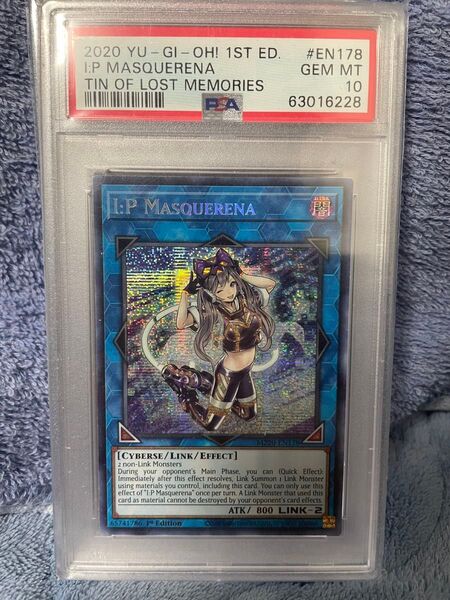 2020 YU-GI-OH! 1ST ED. #EN178
I:P MASQUERENA GEM MT
TIN OF LOST MEMORIES 10
PSA 63016228
I:P MASQUERENA
闇
[CYBERSE/LINK/EFFECT]
2 non-Link Monsters
During your opponent's Main Phase, you can (Quick Effect):
Immediately after this effect resolves, Link Summon 1 Link Monster
using materials you control, including this card. You can only use this
effect of "I:P Masquerena" once per turn. A Link Monster that used this
card as material cannot be destroyed by your opponent's card effects.
ATK/ 800 LINK-2
65741786 1st Edition